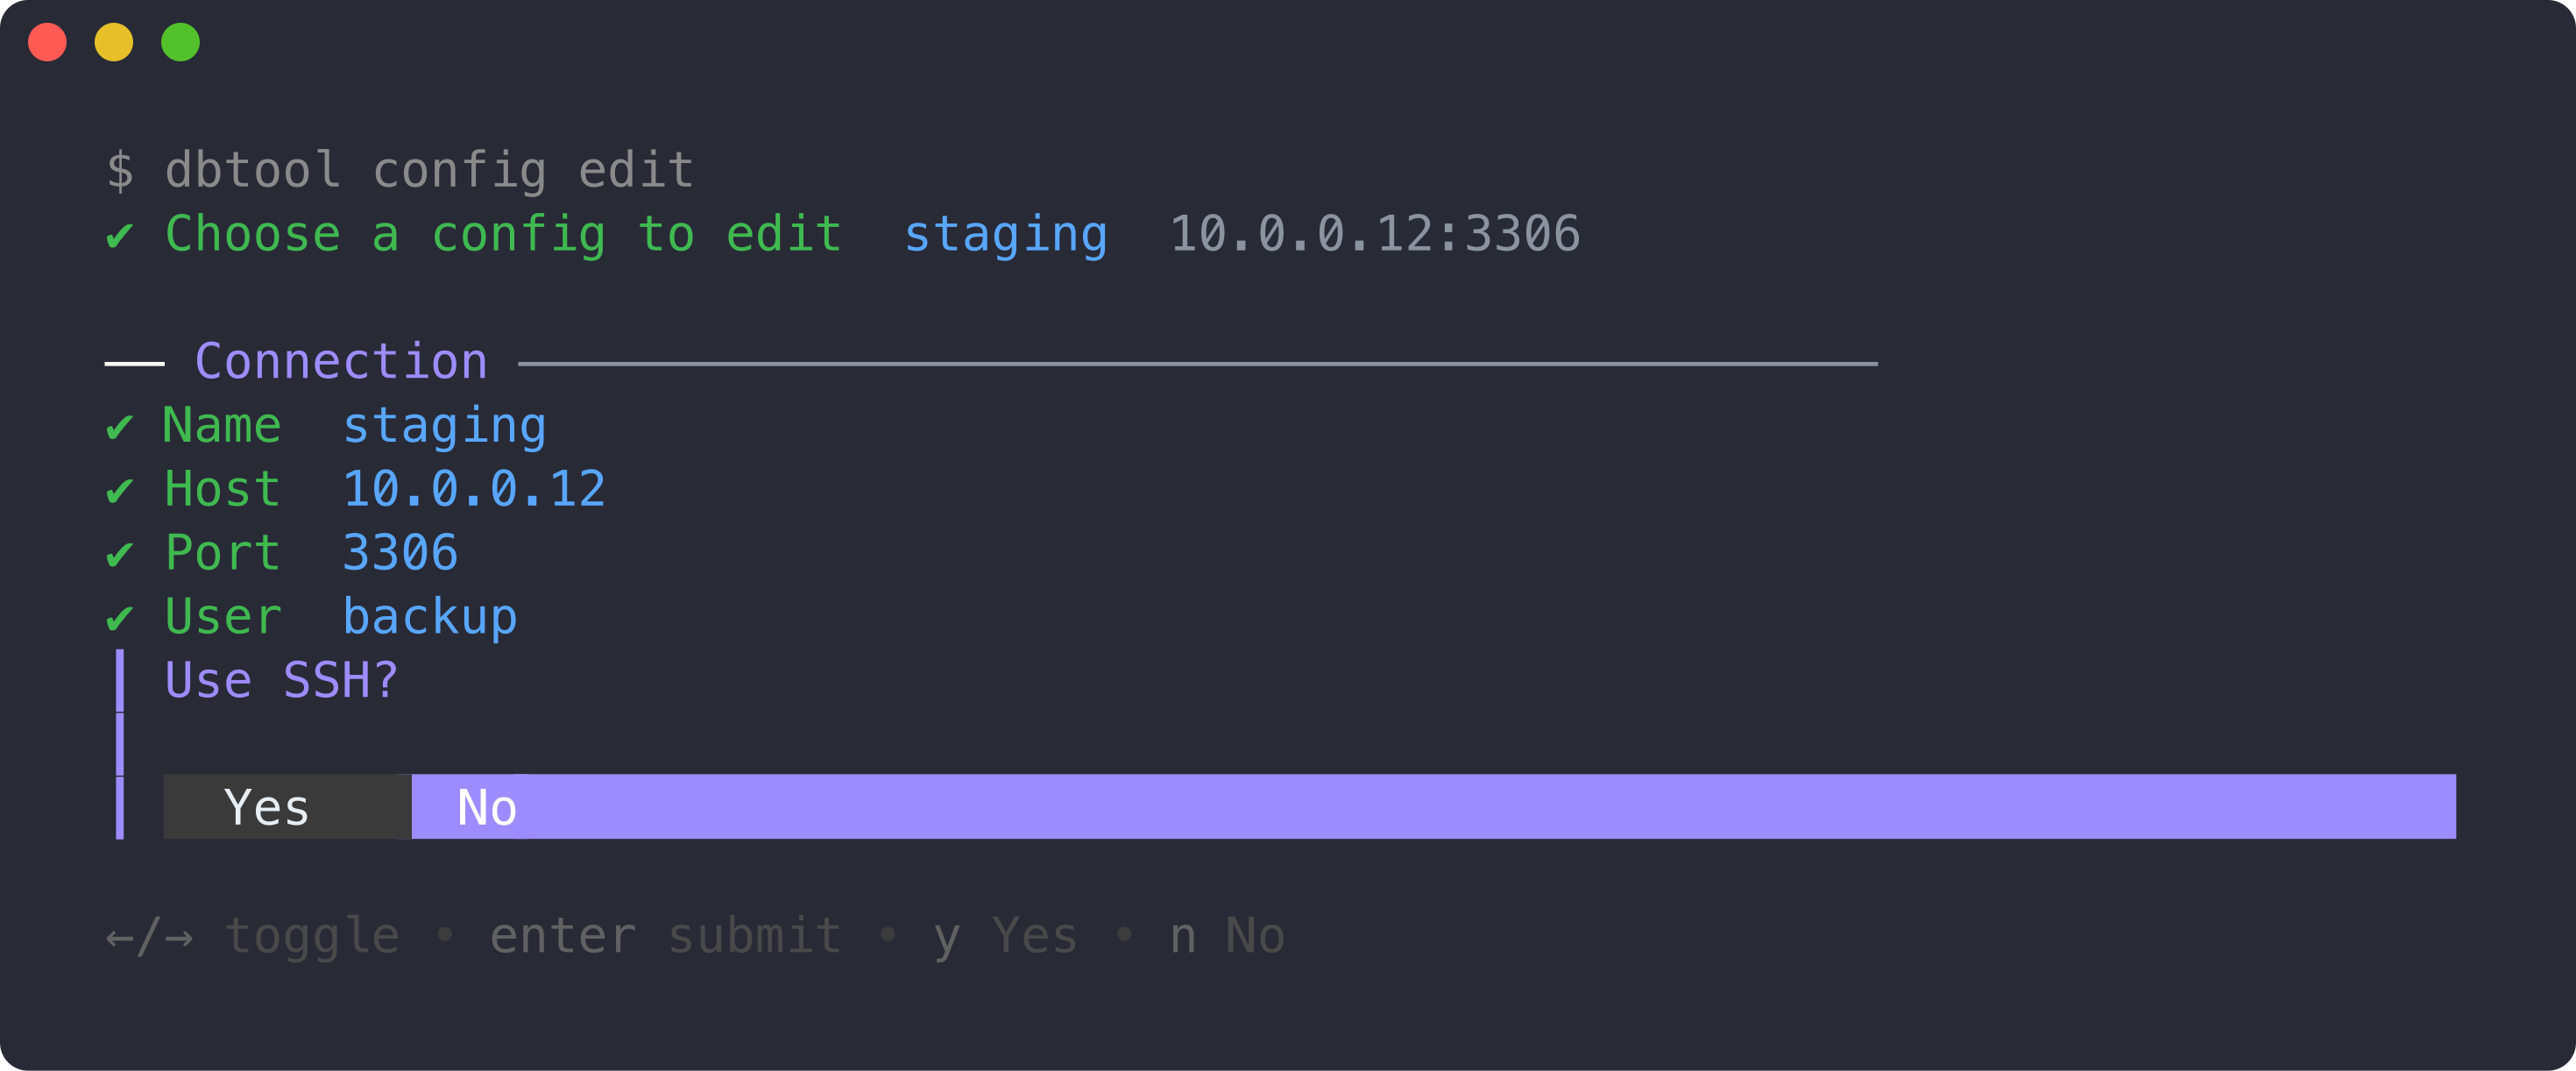 $ dbtool config edit
✔ Choose a config to edit  staging  10.0.0.12:3306
── Connection ──────────────────────────────────────────────
✔ Name  staging
✔ Host  10.0.0.12
✔ Port  3306
✔ User  backup
Use SSH?
Yes  No
←/→ toggle • enter submit • y Yes • n No